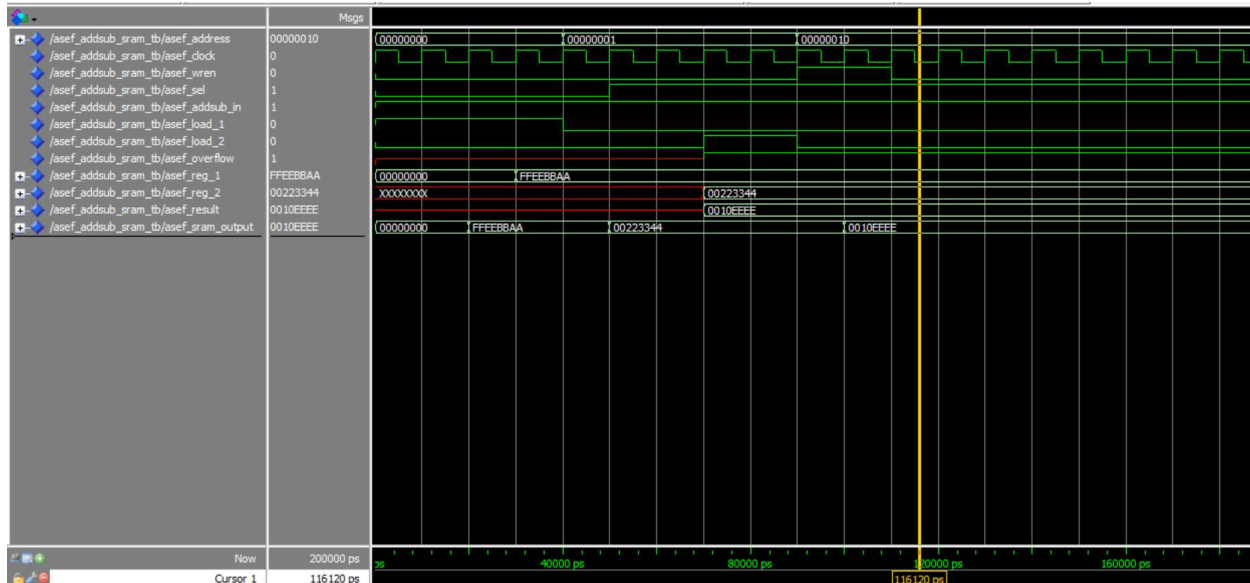 Msgs
/asef_addsub_sram_tb/asef_address 00000010 00000000 00000001 00000010
/asef_addsub_sram_tb/asef_clock 0
/asef_addsub_sram_tb/asef_wren 0
/asef_addsub_sram_tb/asef_sel 1
/asef_addsub_sram_tb/asef_addsub_in 1
/asef_addsub_sram_tb/asef_load_1 0
/asef_addsub_sram_tb/asef_load_2 0
/asef_addsub_sram_tb/asef_overflow 1
/asef_addsub_sram_tb/asef_reg_1 FFEEBBAA 00000000 FFEEBBAA
/asef_addsub_sram_tb/asef_reg_2 00223344 XXXXXXXX 00223344
/asef_addsub_sram_tb/asef_result 0010EEEE 0010EEEE
/asef_addsub_sram_tb/asef_sram_output 0010EEEE 00000000 FFEEBBAA 00223344 0010EEEE
Now 200000 ps ps 40000 ps 80000 ps 120000 ps 160000 ps
Cursor 1 116120 ps 116120 ps